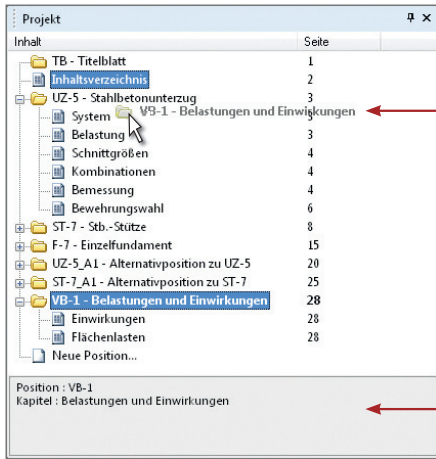 Projekt
Inhalt Seite
TB - Titelblatt 1
Inhaltsverzeichnis 2
UZ-5 - Stahlbetonunterzug 3
System
VB-1 - Belastungen und Einwirkungen
Belastung 3
Schnittgrößen 4
Kombinationen 4
Bemessung 4
Bewehrungswahl 6
ST-7 - Stb.-Stütze 8
F-7 - Einzelfundament 15
UZ-5_A1 - Alternativposition zu UZ-5 20
ST-7_A1 - Alternativposition zu ST-7 25
VB-1 - Belastungen und Einwirkungen 28
Einwirkungen 28
Flächenlasten 28
Neue Position...
Position : VB-1
Kapitel : Belastungen und Einwirkungen